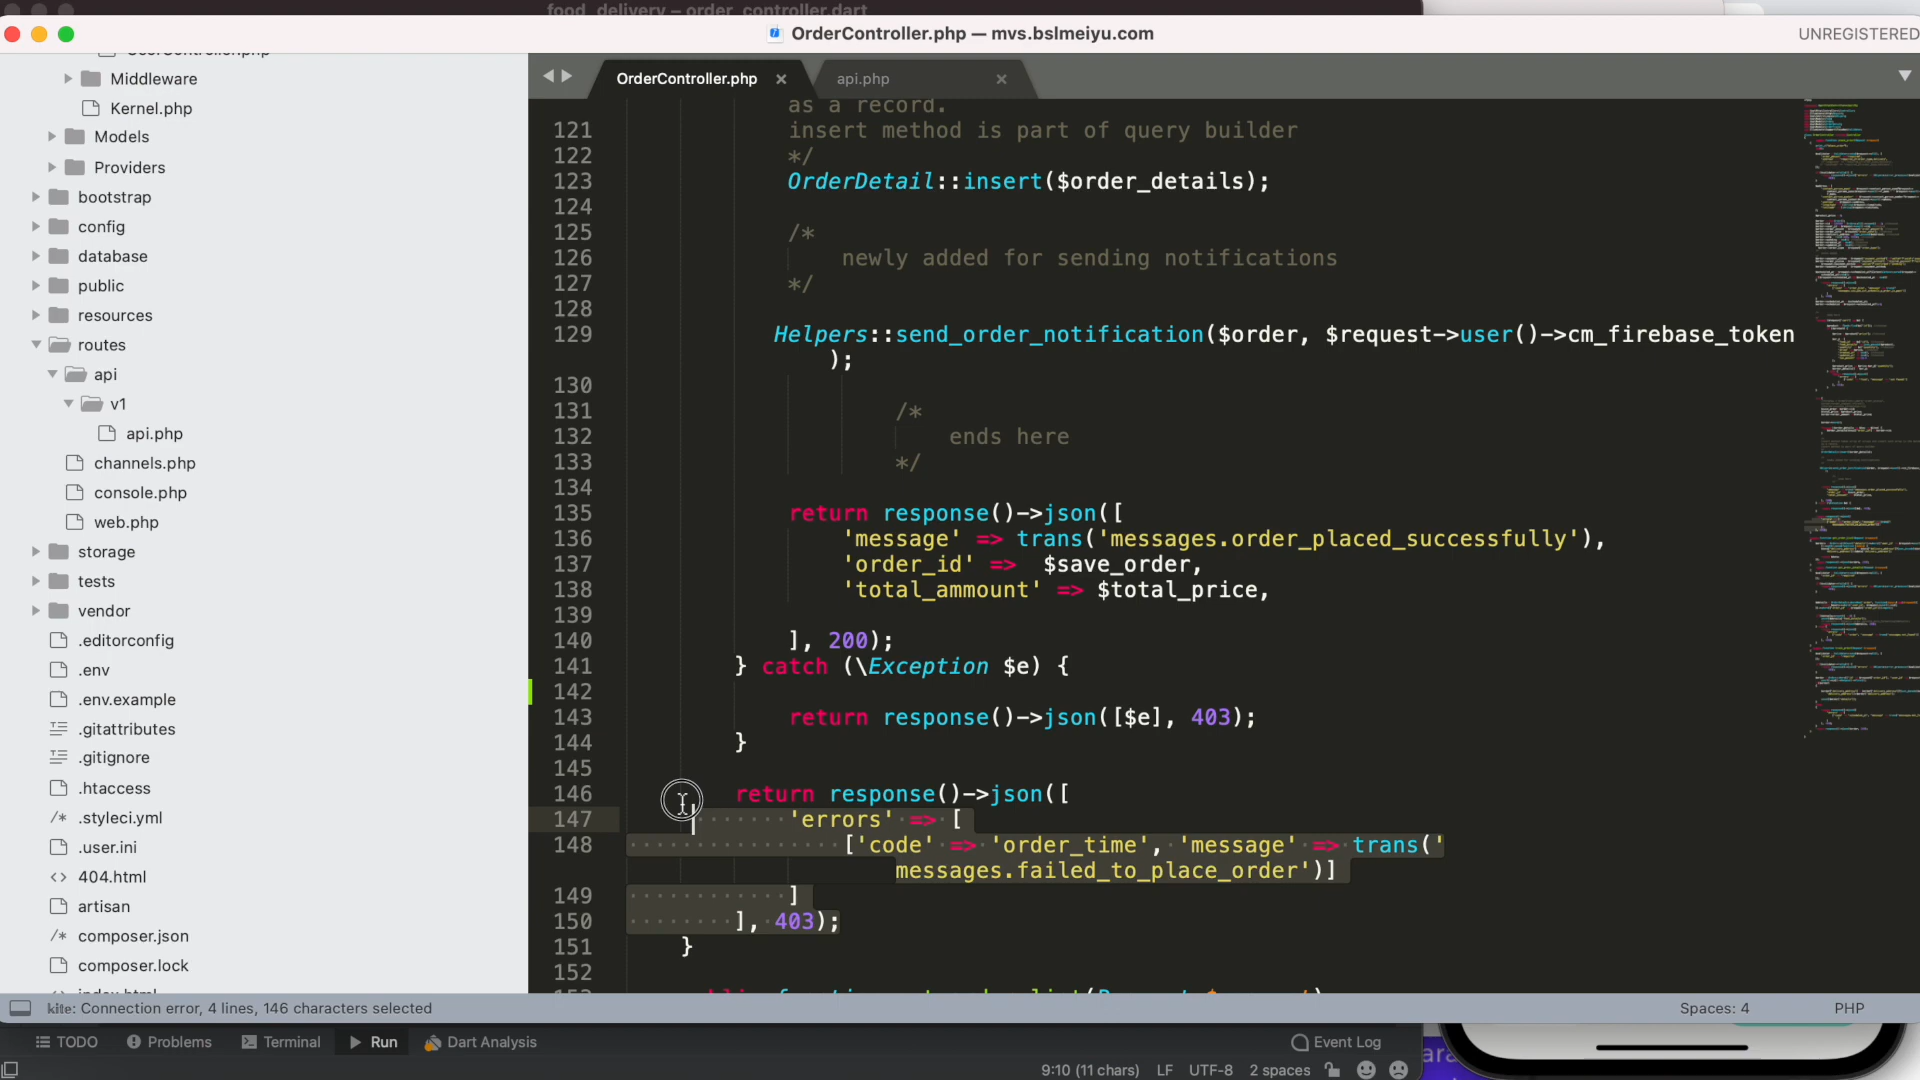 food_delivery – order_controller.dart
OrderController.php — mvs.bslmeiyu.com
UNREGISTERED
Middleware
Kernel.php
Models
Providers
bootstrap
config
database
public
resources
routes
api
v1
api.php
channels.php
console.php
web.php
storage
tests
vendor
.editorconfig
.env
.env.example
.gitattributes
.gitignore
.htaccess
/* .styleci.yml
.user.ini
<> 404.html
artisan
/* composer.json
composer.lock
OrderController.php ×
api.php ×
as a record.
121 insert method is part of query builder
122 */
123 OrderDetail::insert($order_details);
124
125 /*
126 newly added for sending notifications
127 */
128
129 Helpers::send_order_notification($order, $request->user()->cm_firebase_token
);
130
131 /*
132 ends here
133 */
134
135 return response()->json([
136 'message' => trans('messages.order_placed_successfully'),
137 'order_id' => $save_order,
138 'total_ammount' => $total_price,
139
140 ], 200);
141 } catch (\Exception $e) {
142
143 return response()->json([$e], 403);
144 }
145
146 return response()->json([
147 'errors' => [
148 ['code' => 'order_time', 'message' => trans('
messages.failed_to_place_order')]
149 ]
150 ], 403);
151 }
152
kite: Connection error, 4 lines, 146 characters selected
Spaces: 4
PHP
TODO
Problems
Terminal
Run
Dart Analysis
Event Log
9:10 (11 chars)
LF
UTF-8
2 spaces